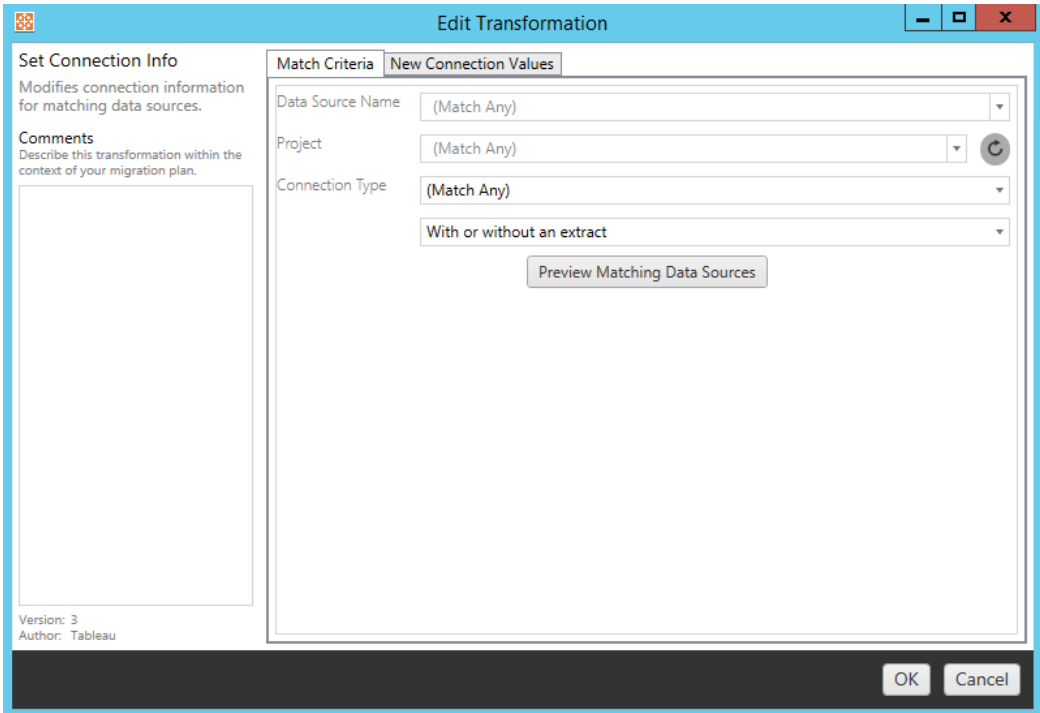 Edit Transformation
Set Connection Info
Modifies connection information
for matching data sources.
Comments
Describe this transformation within the
context of your migration plan.
Version: 3
Author: Tableau
Match Criteria
New Connection Values
Data Source Name
(Match Any)
Project
(Match Any)
Connection Type
(Match Any)
With or without an extract
Preview Matching Data Sources
OK
Cancel